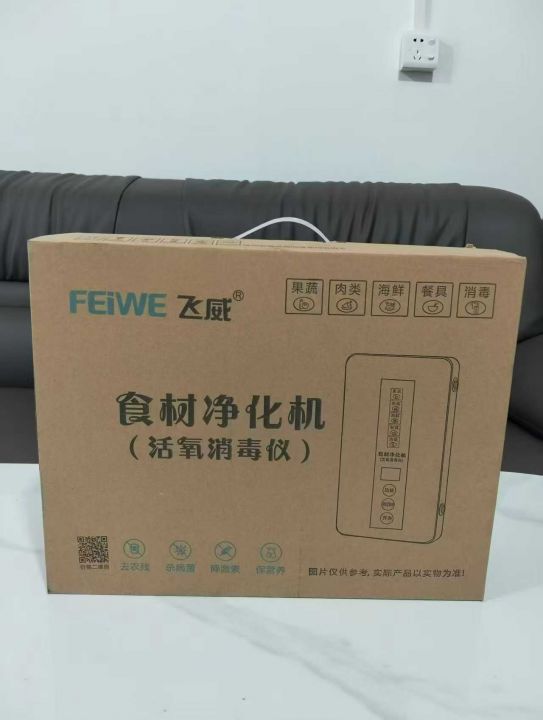 FEiWE 飞威®
果蔬 肉类 海鲜 餐具 消毒
食材净化机
(活氧消毒仪)
食材净化机
去农残 杀病菌 降激素 保营养
图片仅供参考,实际产品以实物为准!